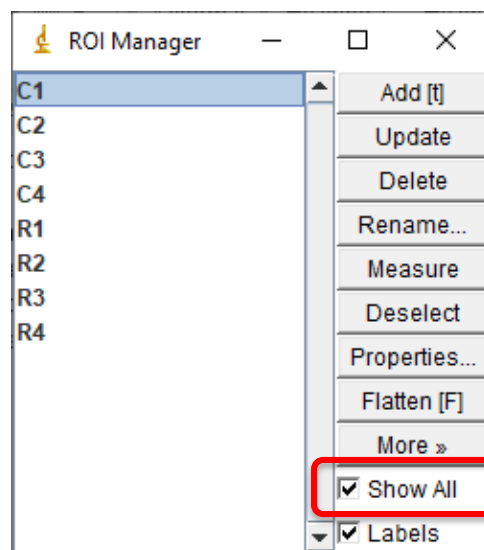 ROI Manager
C1
C2
C3
C4
R1
R2
R3
R4
Add [t]
Update
Delete
Rename...
Measure
Deselect
Properties...
Flatten [F]
More »
Show All
Labels